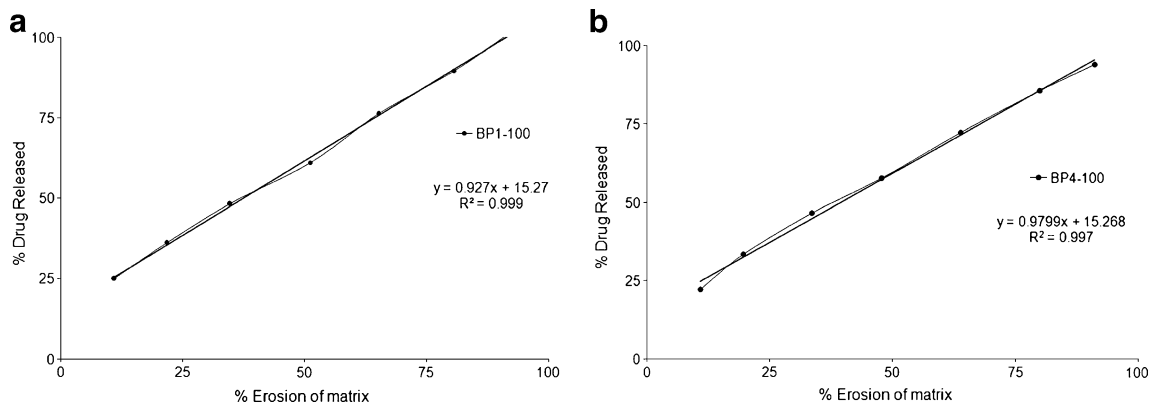 a
100
75
50
25
0
% Drug Released
BP1-100
y = 0.927x + 15.27
R² = 0.999
0 25 50 75 100
% Erosion of matrix
b
100
75
50
25
0
% Drug Released
BP4-100
y = 0.9799x + 15.268
R² = 0.997
0 25 50 75 100
% Erosion of matrix